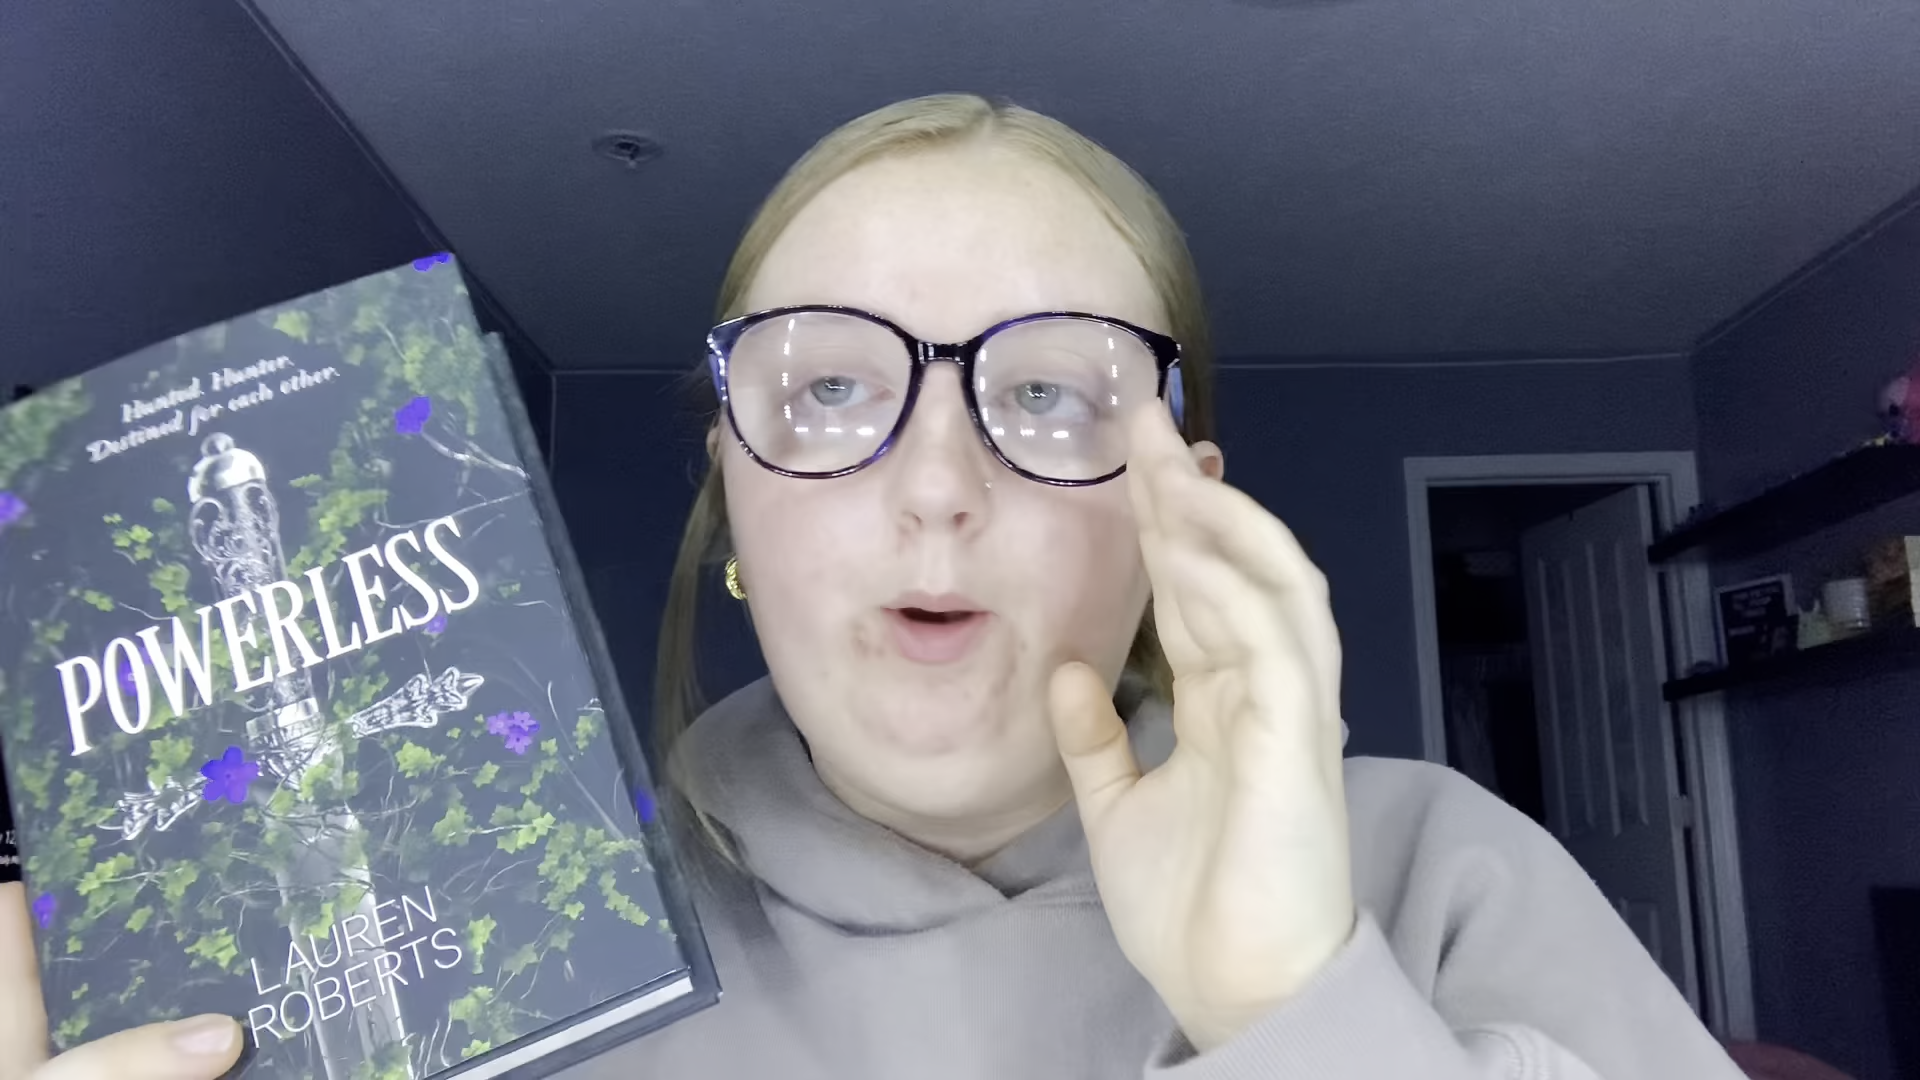 Hunted. Hunter.
Destined for each other.
POWERLESS
LAUREN
ROBERTS